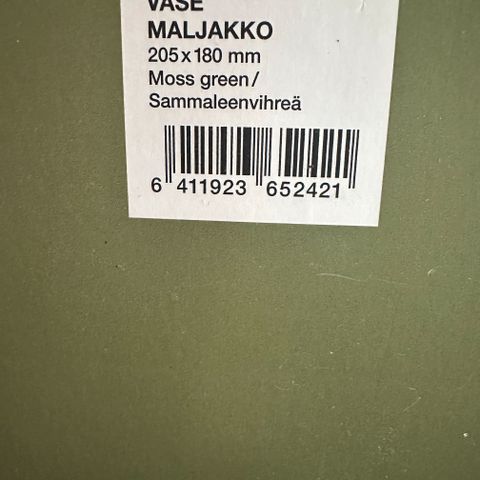 VASE
MALJAKKO
205 x 180 mm
Moss green /
Sammaleenvihreä
6 411923 652421